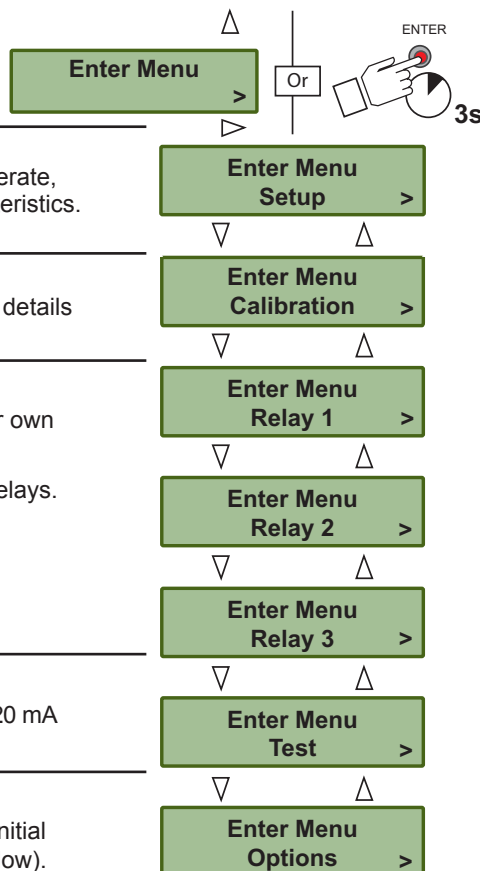 ENTER
Enter Menu
>
Or
3s
erate,
eristics.
Enter Menu
Setup >
details
Enter Menu
Calibration >
r own
elays.
Enter Menu
Relay 1 >
Enter Menu
Relay 2 >
Enter Menu
Relay 3 >
20 mA
Enter Menu
Test >
nitial
ow).
Enter Menu
Options >